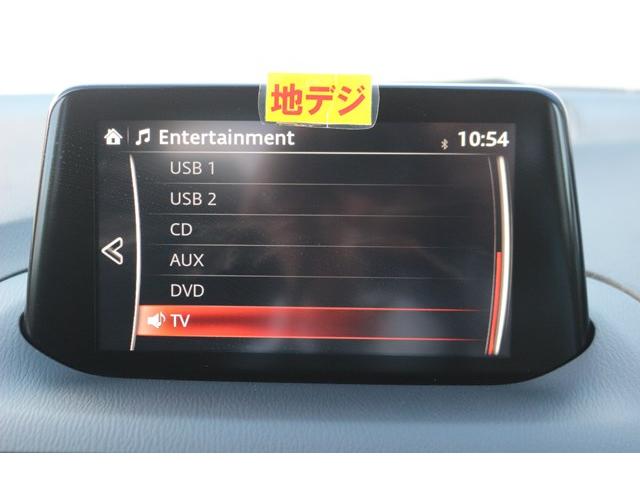 地デジ
Entertainment 10:54
USB 1
USB 2
CD
AUX
DVD
TV